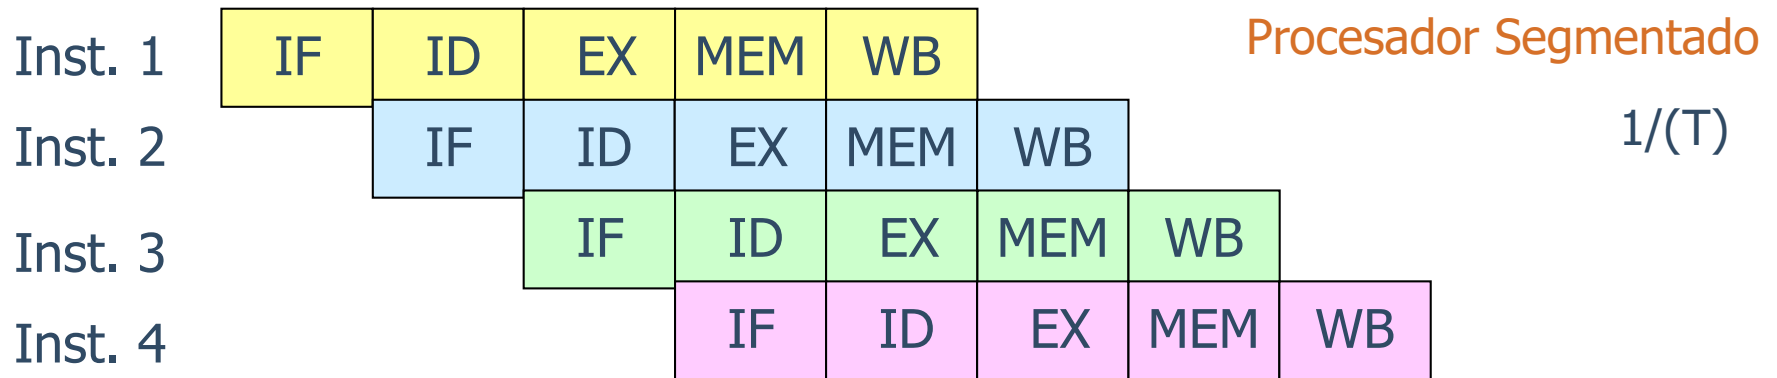 Inst. 1 IF ID EX MEM WB Procesador Segmentado
Inst. 2 IF ID EX MEM WB 1/(T)
Inst. 3 IF ID EX MEM WB
Inst. 4 IF ID EX MEM WB